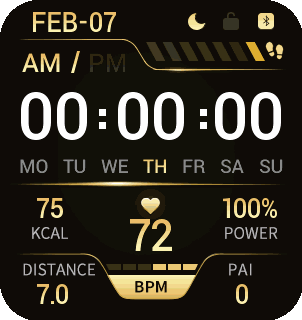 FEB-07
AM / PM
00:00:00
MO TU WE TH FR SA SU
75
KCAL
72
100%
POWER
DISTANCE
7.0
BPM
PAI
0